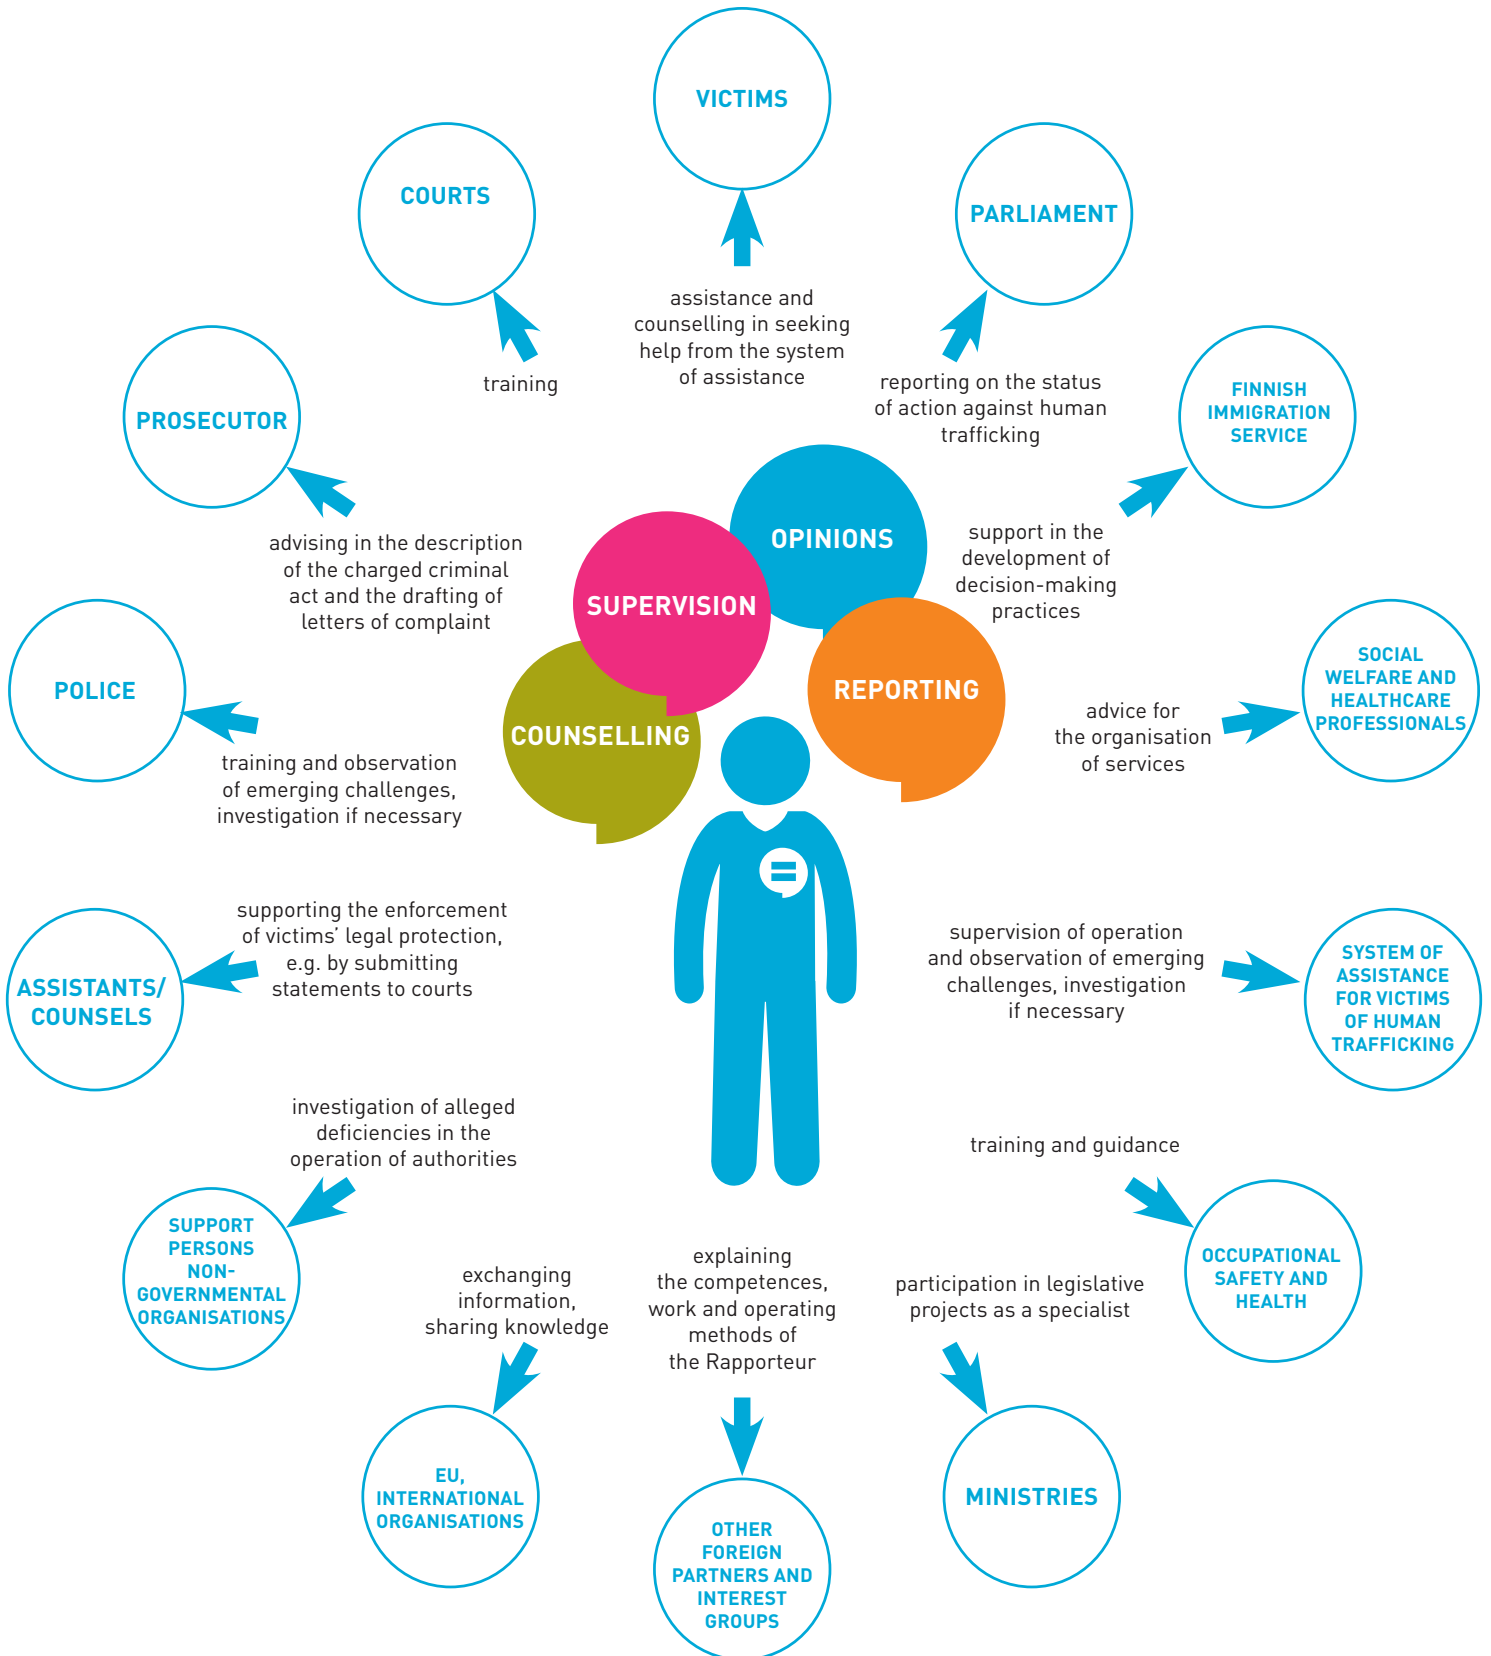 VICTIMS
assistance and
counselling in seeking
help from the system
of assistance
PARLIAMENT
reporting on the status
of action against human
trafficking
FINNISH
IMMIGRATION
SERVICE
support in the
development of
decision-making
practices
SOCIAL
WELFARE AND
HEALTHCARE
PROFESSIONALS
advice for
the organisation
of services
SYSTEM OF
ASSISTANCE
FOR VICTIMS
OF HUMAN
TRAFFICKING
supervision of operation
and observation of emerging
challenges, investigation
if necessary
OCCUPATIONAL
SAFETY AND
HEALTH
training and guidance
MINISTRIES
participation in legislative
projects as a specialist
OTHER
FOREIGN
PARTNERS AND
INTEREST
GROUPS
explaining
the competences,
work and operating
methods of
the Rapporteur
EU,
INTERNATIONAL
ORGANISATIONS
exchanging
information,
sharing knowledge
SUPPORT
PERSONS
NON-
GOVERNMENTAL
ORGANISATIONS
investigation of alleged
deficiencies in the
operation of authorities
ASSISTANTS/
COUNSELS
supporting the enforcement
of victims’ legal protection,
e.g. by submitting
statements to courts
POLICE
training and observation
of emerging challenges,
investigation if necessary
PROSECUTOR
advising in the description
of the charged criminal
act and the drafting of
letters of complaint
COURTS
training
OPINIONS
SUPERVISION
REPORTING
COUNSELLING